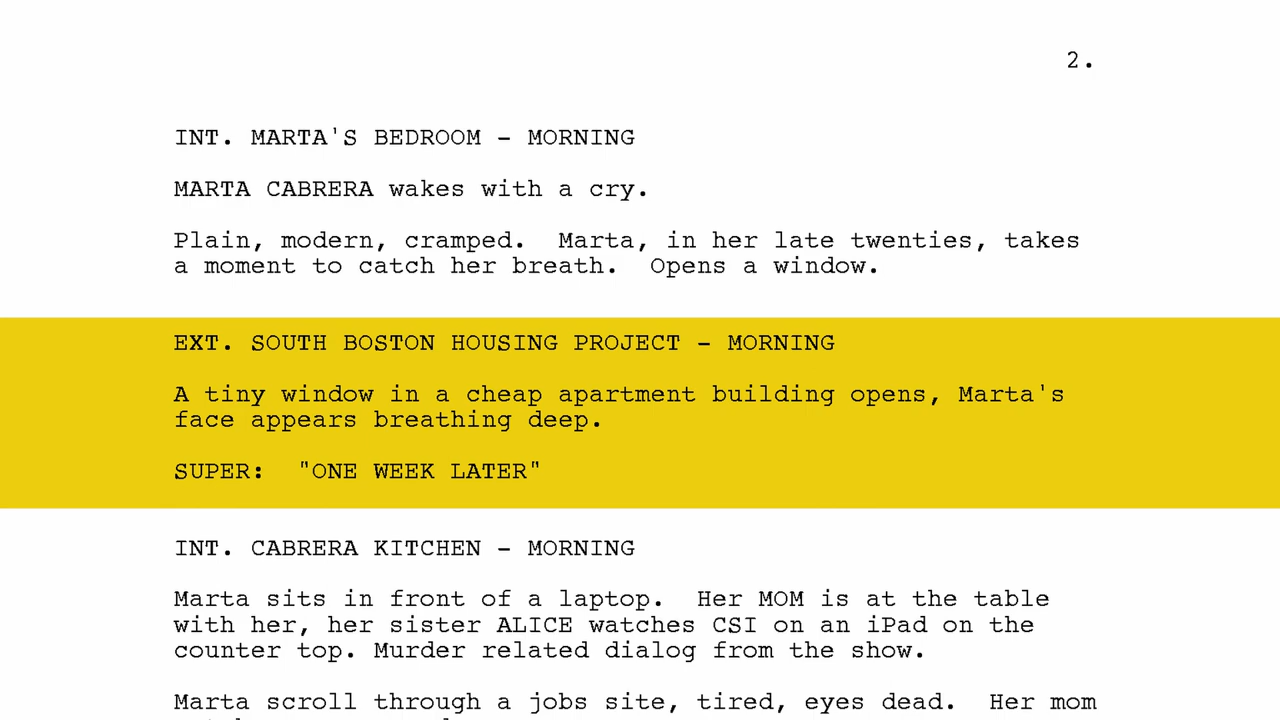 2.
INT. MARTA'S BEDROOM - MORNING
MARTA CABRERA wakes with a cry.
Plain, modern, cramped.  Marta, in her late twenties, takes
a moment to catch her breath.  Opens a window.
EXT. SOUTH BOSTON HOUSING PROJECT - MORNING
A tiny window in a cheap apartment building opens, Marta's
face appears breathing deep.
SUPER:  "ONE WEEK LATER"
INT. CABRERA KITCHEN - MORNING
Marta sits in front of a laptop.  Her MOM is at the table
with her, her sister ALICE watches CSI on an iPad on the
counter top. Murder related dialog from the show.
Marta scroll through a jobs site, tired, eyes dead.  Her mom